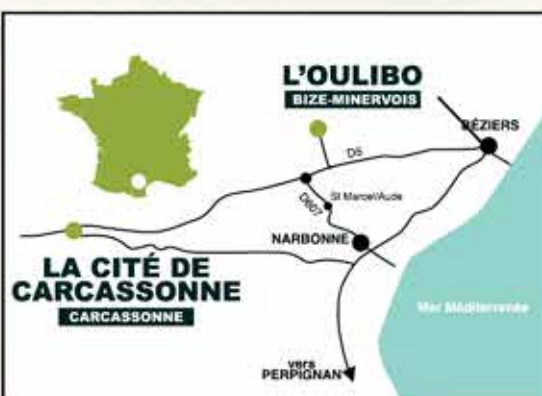 L'OULIBO
BIZE-MINERVOIS
BÉZIERS
D5
D607
St Marcel/Aude
NARBONNE
LA CITÉ DE
CARCASSONNE
CARCASSONNE
Mer Méditerranée
vers
PERPIGNAN